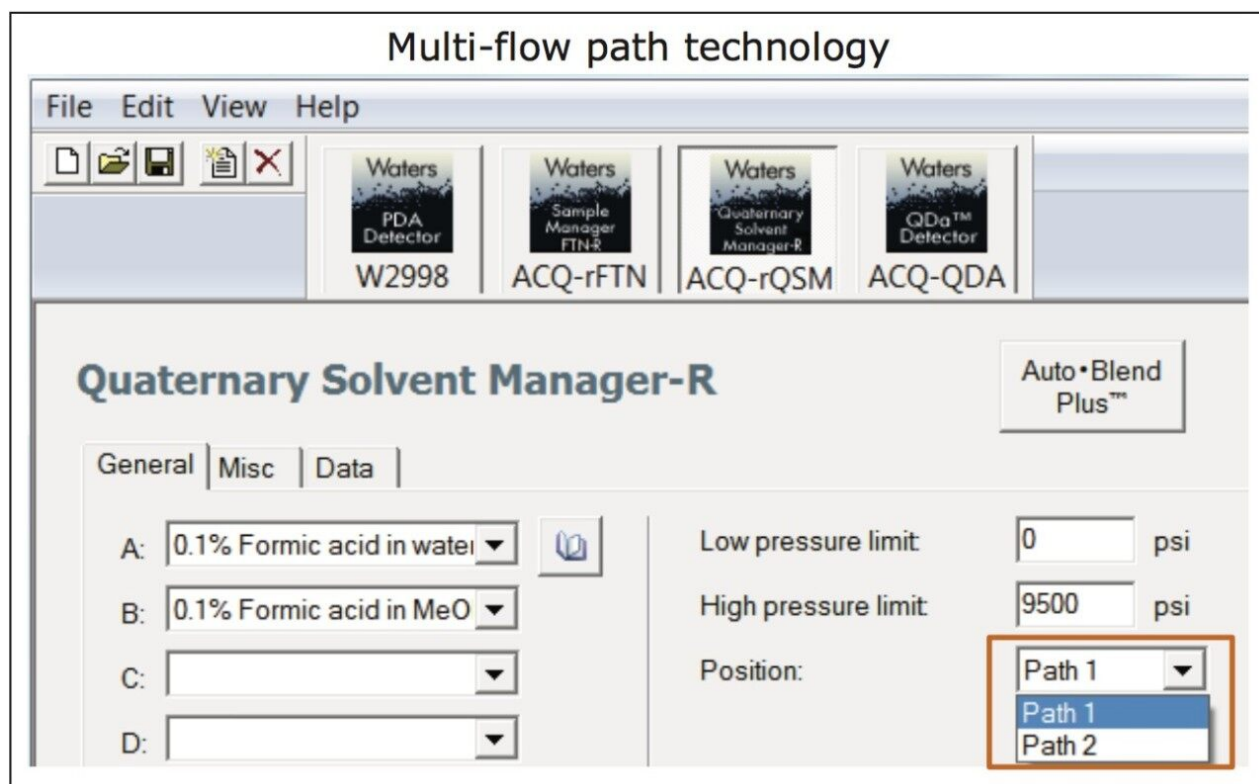 Multi-flow path technology
File Edit View Help
Waters PDA Detector W2998
Waters Sample Manager FTN-R ACQ-rFTN
Waters Quaternary Solvent Manager-R ACQ-rQSM
Waters QDa™ Detector ACQ-QDA
Quaternary Solvent Manager-R
Auto•Blend Plus™
General Misc Data
A: 0.1% Formic acid in water
B: 0.1% Formic acid in MeO
C:
D:
Low pressure limit: 0 psi
High pressure limit: 9500 psi
Position: Path 1
Path 1
Path 2